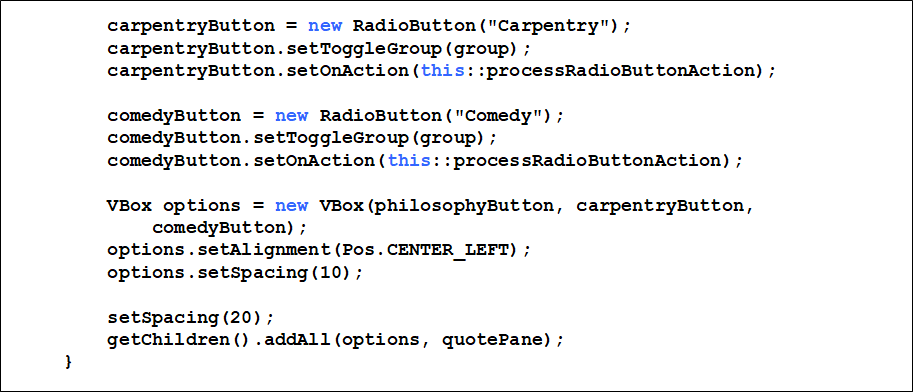 carpentryButton = new RadioButton("Carpentry");
carpentryButton.setToggleGroup(group);
carpentryButton.setOnAction(this::processRadioButtonAction);
comedyButton = new RadioButton("Comedy");
comedyButton.setToggleGroup(group);
comedyButton.setOnAction(this::processRadioButtonAction);
VBox options = new VBox(philosophyButton, carpentryButton,
comedyButton);
options.setAlignment(Pos.CENTER_LEFT);
options.setSpacing(10);
setSpacing(20);
getChildren().addAll(options, quotePane);
}